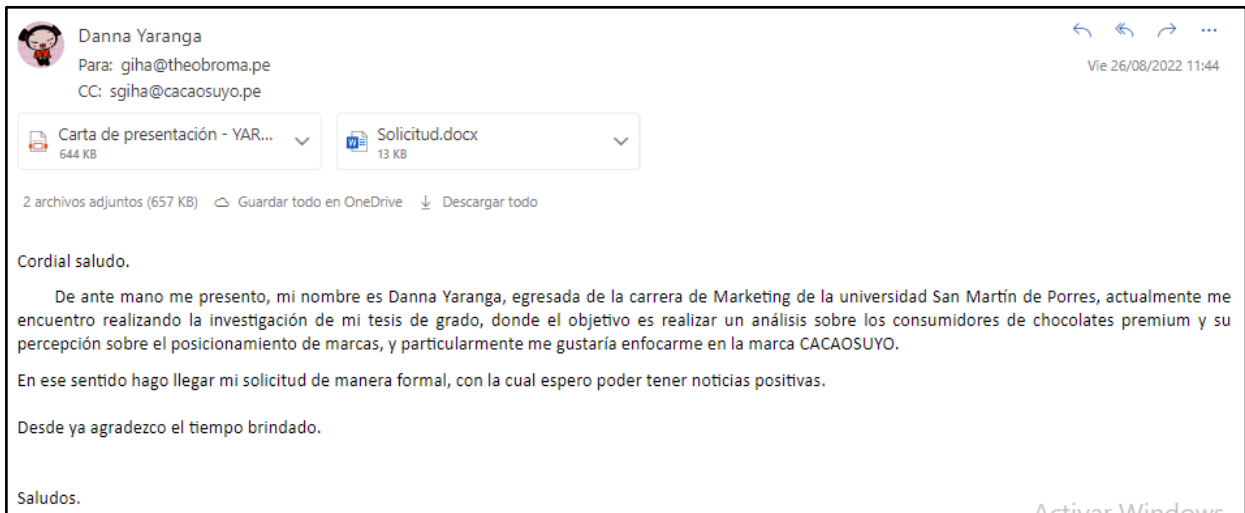 Danna Yaranga
Para: giha@theobroma.pe
CC: sgiha@cacaosuyo.pe
Vie 26/08/2022 11:44
Carta de presentación - YAR...
644 KB
Solicitud.docx
13 KB
2 archivos adjuntos (657 KB) Guardar todo en OneDrive Descargar todo
Cordial saludo.
De ante mano me presento, mi nombre es Danna Yaranga, egresada de la carrera de Marketing de la universidad San Martín de Porres, actualmente me
encuentro realizando la investigación de mi tesis de grado, donde el objetivo es realizar un análisis sobre los consumidores de chocolates premium y su
percepción sobre el posicionamiento de marcas, y particularmente me gustaría enfocarme en la marca CACAOSUYO.
En ese sentido hago llegar mi solicitud de manera formal, con la cual espero poder tener noticias positivas.
Desde ya agradezco el tiempo brindado.
Saludos.
Activar Windows